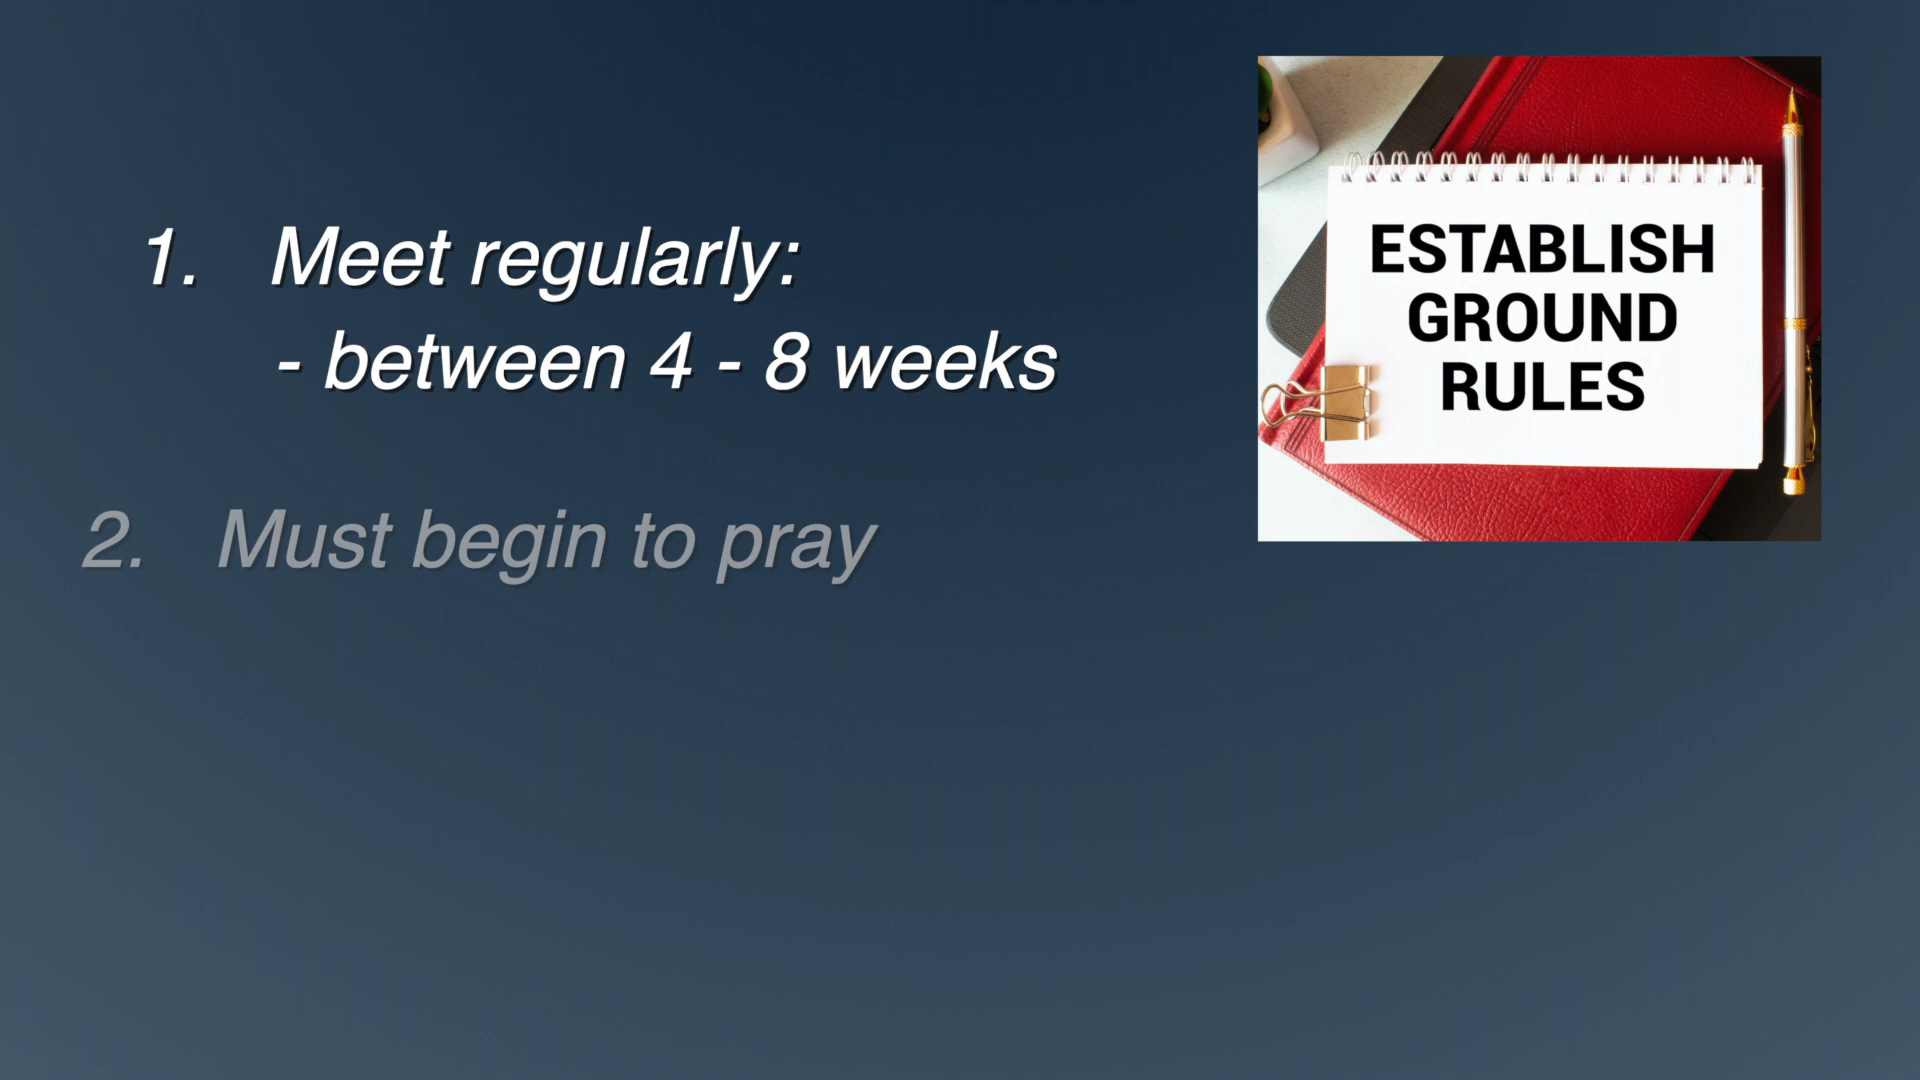 1. Meet regularly:
- between 4 - 8 weeks
2. Must begin to pray
ESTABLISH
GROUND
RULES